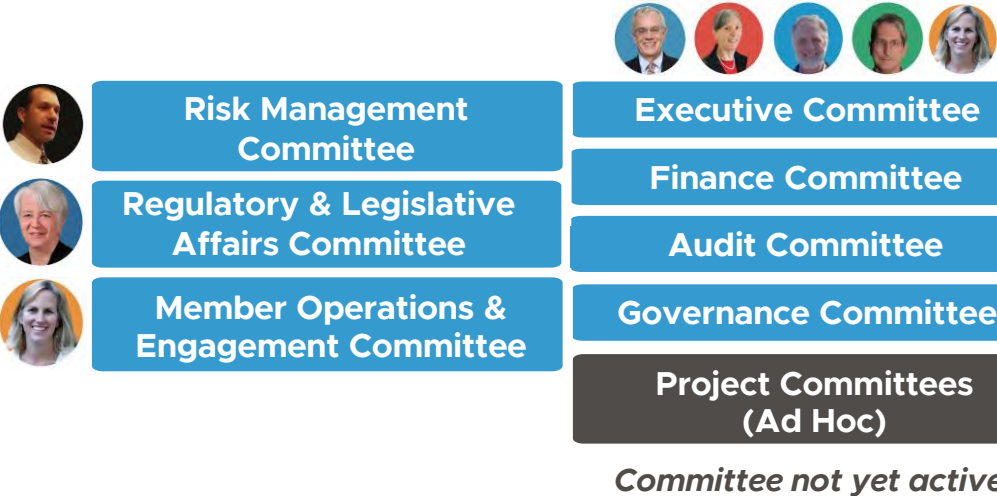 Risk Management
Committee
Regulatory & Legislative
Affairs Committee
Member Operations &
Engagement Committee
Executive Committee
Finance Committee
Audit Committee
Governance Committee
Project Committees
(Ad Hoc)
Committee not yet active